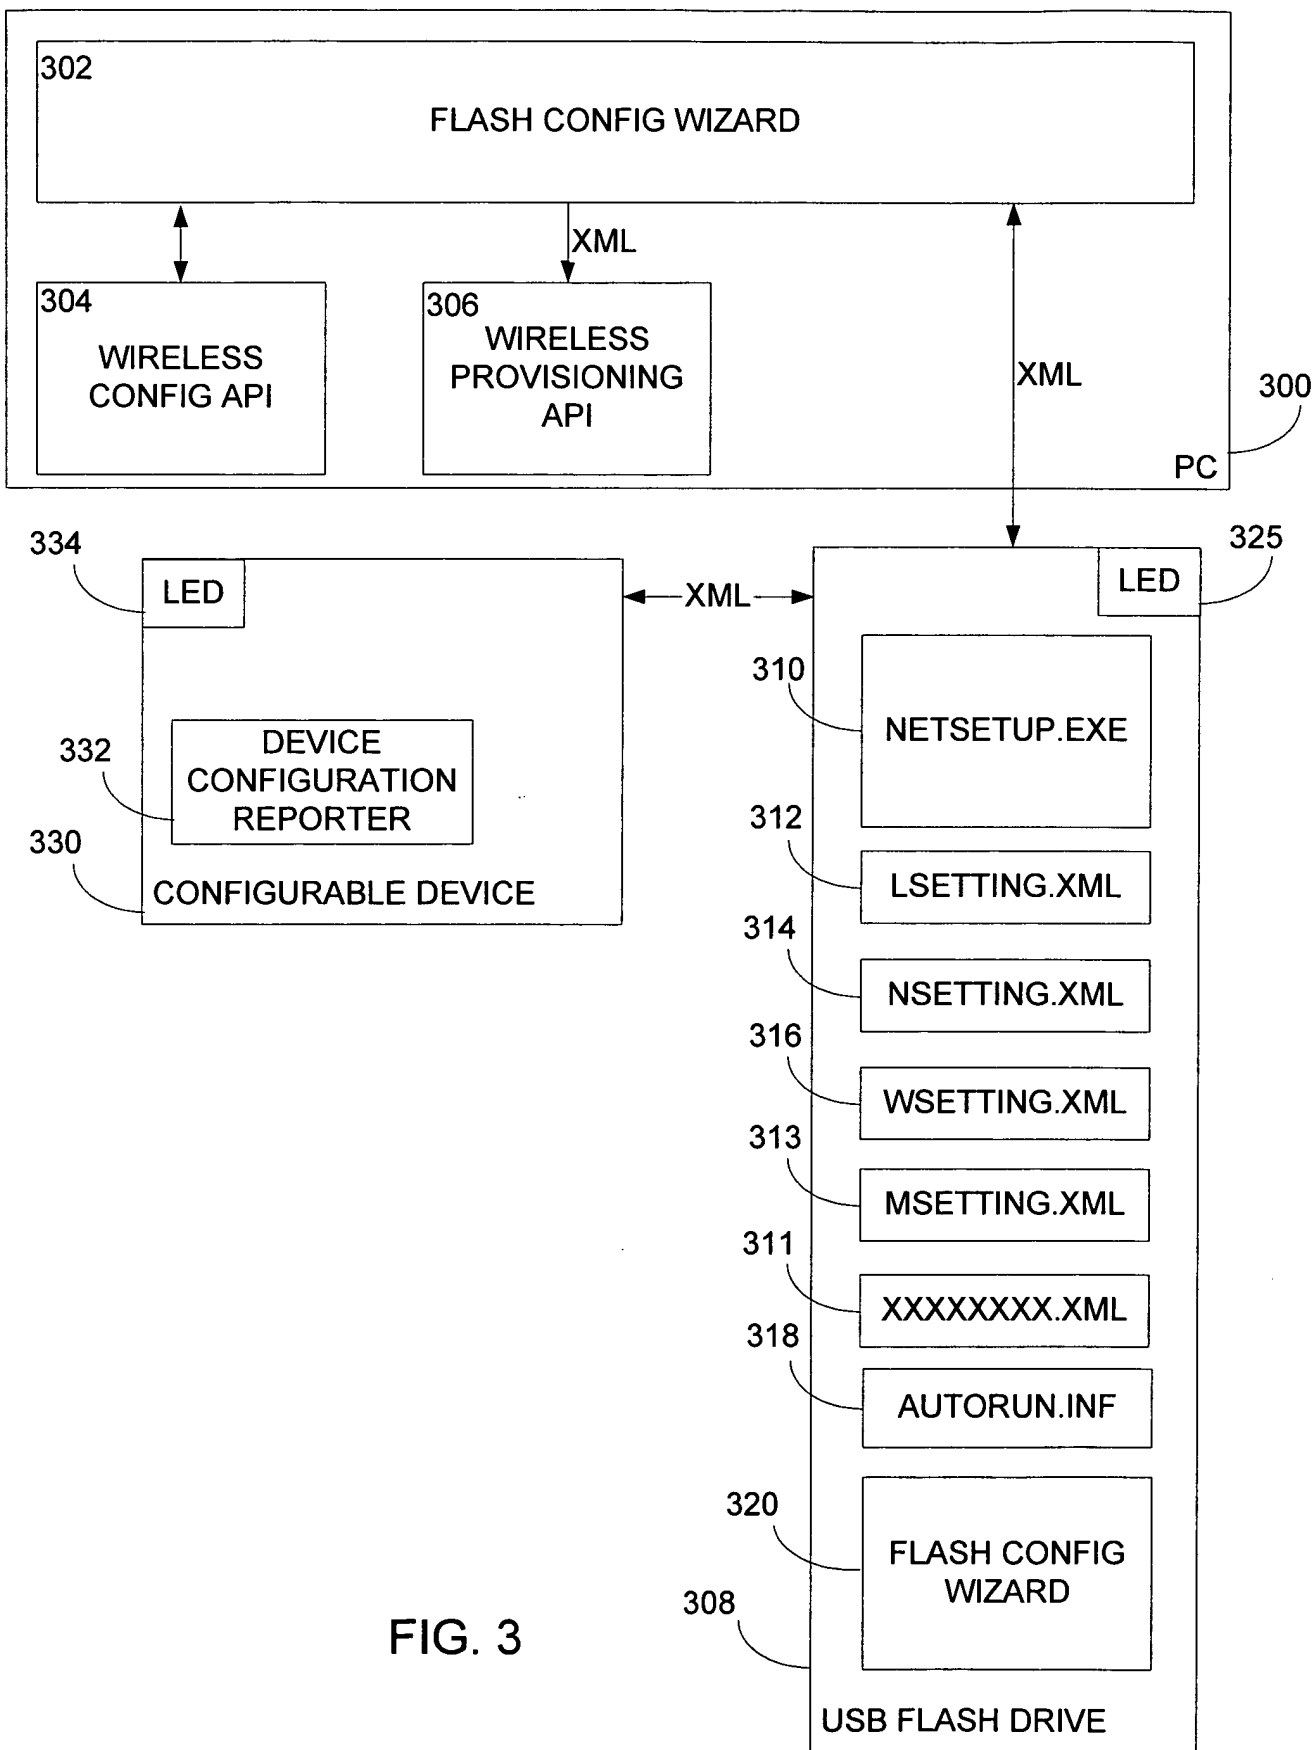 302
FLASH CONFIG WIZARD
XML
304
WIRELESS
CONFIG API
306
WIRELESS
PROVISIONING
API
XML
300
PC
334
LED
XML
325
LED
310
NETSETUP.EXE
332
DEVICE
CONFIGURATION
REPORTER
330
CONFIGURABLE DEVICE
312
LSETTING.XML
314
NSETTING.XML
316
WSETTING.XML
313
MSETTING.XML
311
XXXXXXXX.XML
318
AUTORUN.INF
320
FLASH CONFIG
WIZARD
308
USB FLASH DRIVE
FIG. 3